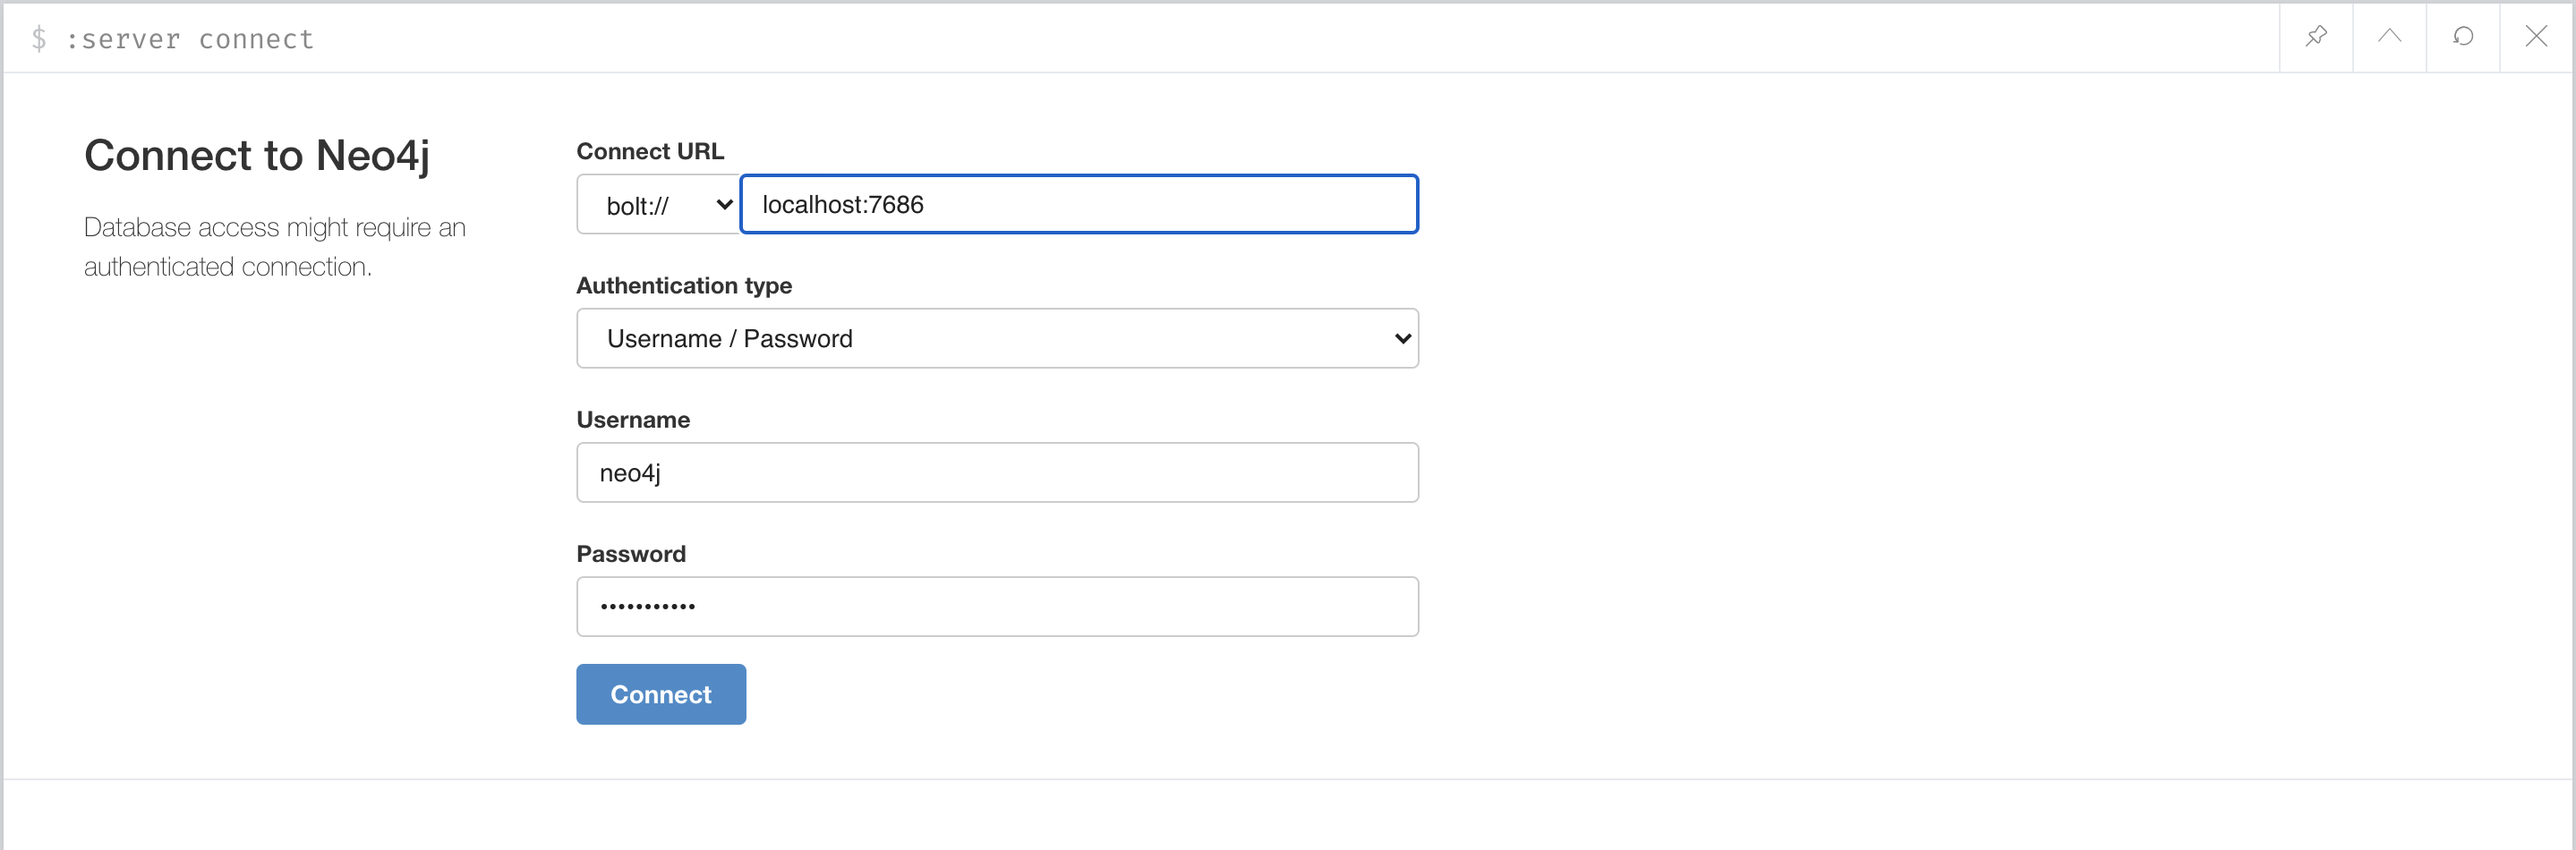 $ :server connect
Connect to Neo4j
Database access might require an
authenticated connection.
Connect URL
bolt://
localhost:7686
Authentication type
Username / Password
Username
neo4j
Password
•••••••••••
Connect